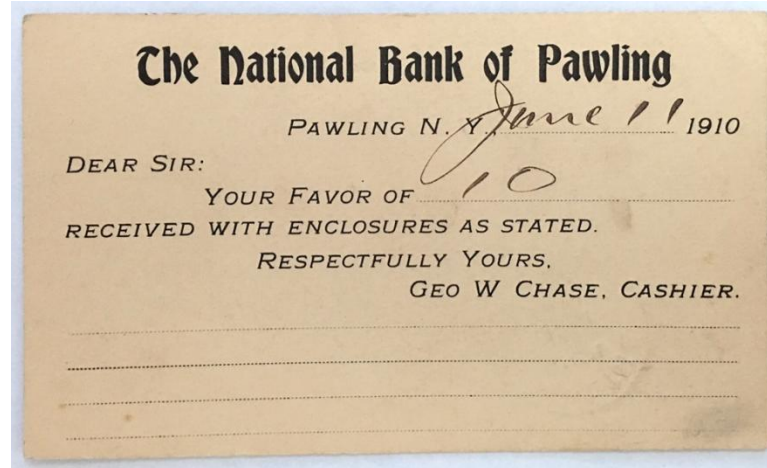 The National Bank of Pawling
PAWLING N. Y. June 11 1910
DEAR SIR:
YOUR FAVOR OF 10
RECEIVED WITH ENCLOSURES AS STATED.
RESPECTFULLY YOURS,
GEO W CHASE, CASHIER.